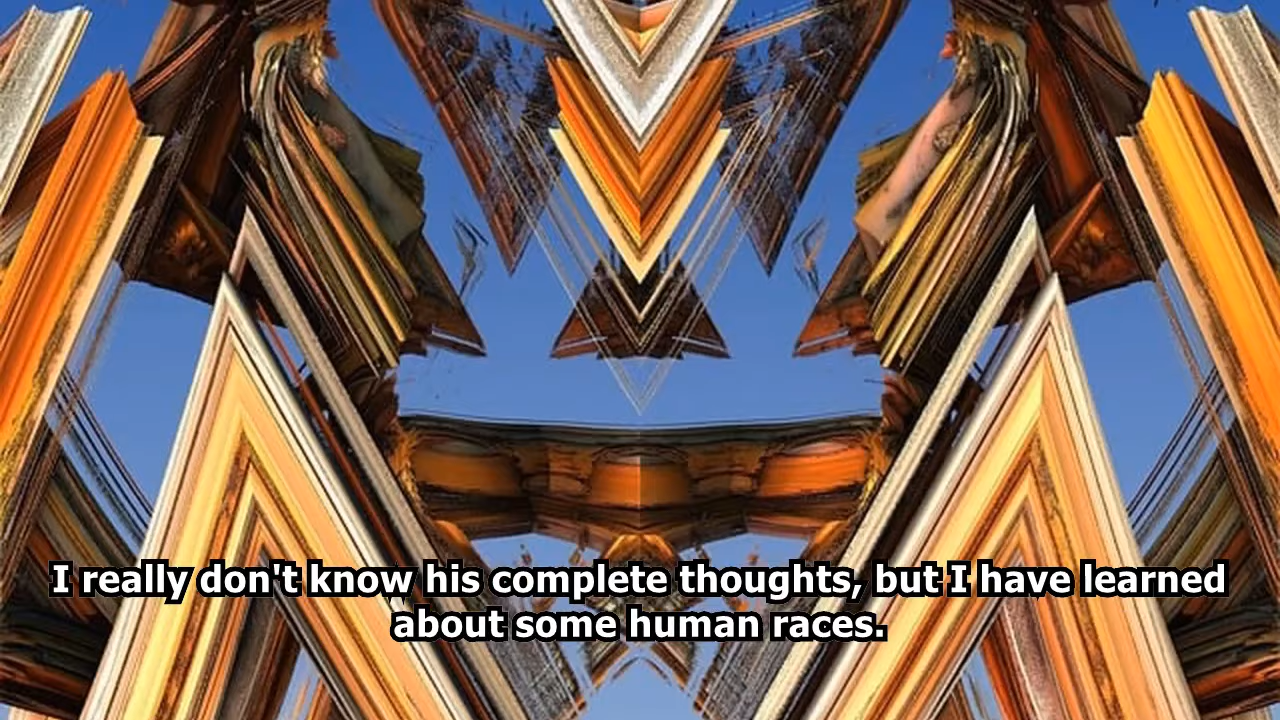 I really don't know his complete thoughts, but I have learned
about some human races.